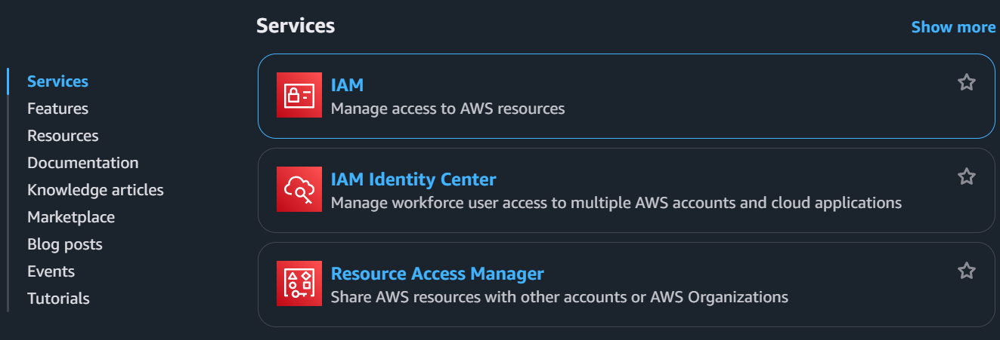 Services
Show more
Services
Features
Resources
Documentation
Knowledge articles
Marketplace
Blog posts
Events
Tutorials
IAM
Manage access to AWS resources
IAM Identity Center
Manage workforce user access to multiple AWS accounts and cloud applications
Resource Access Manager
Share AWS resources with other accounts or AWS Organizations